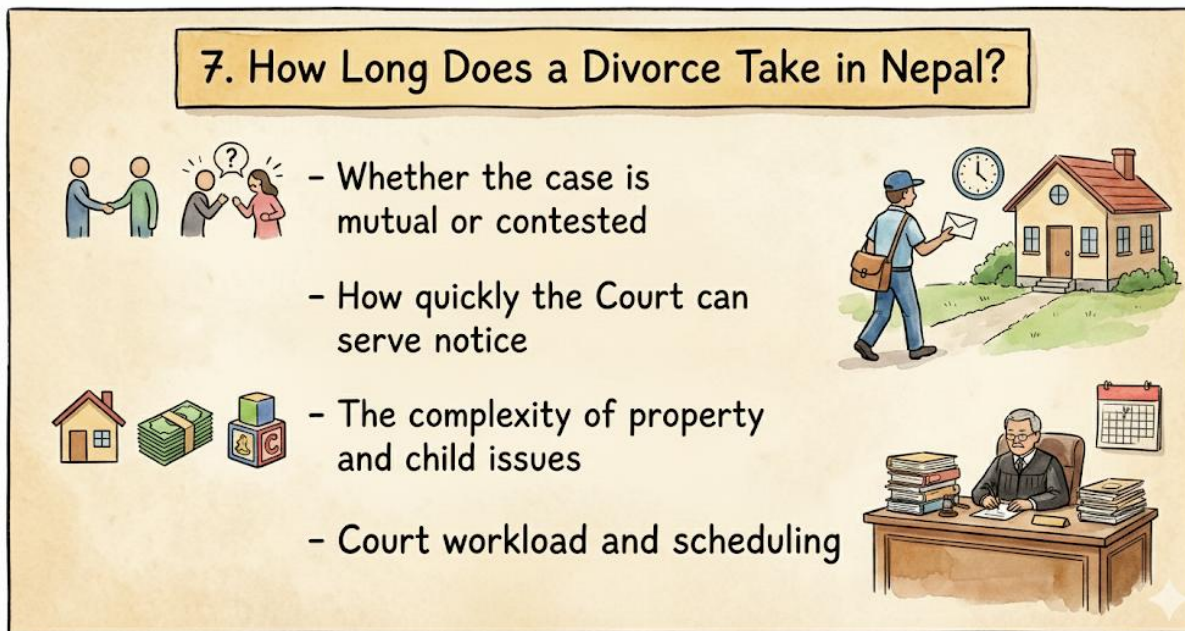 7. How Long Does a Divorce Take in Nepal?
- Whether the case is
mutual or contested
- How quickly the Court can
serve notice
- The complexity of property
and child issues
- Court workload and scheduling
?
C